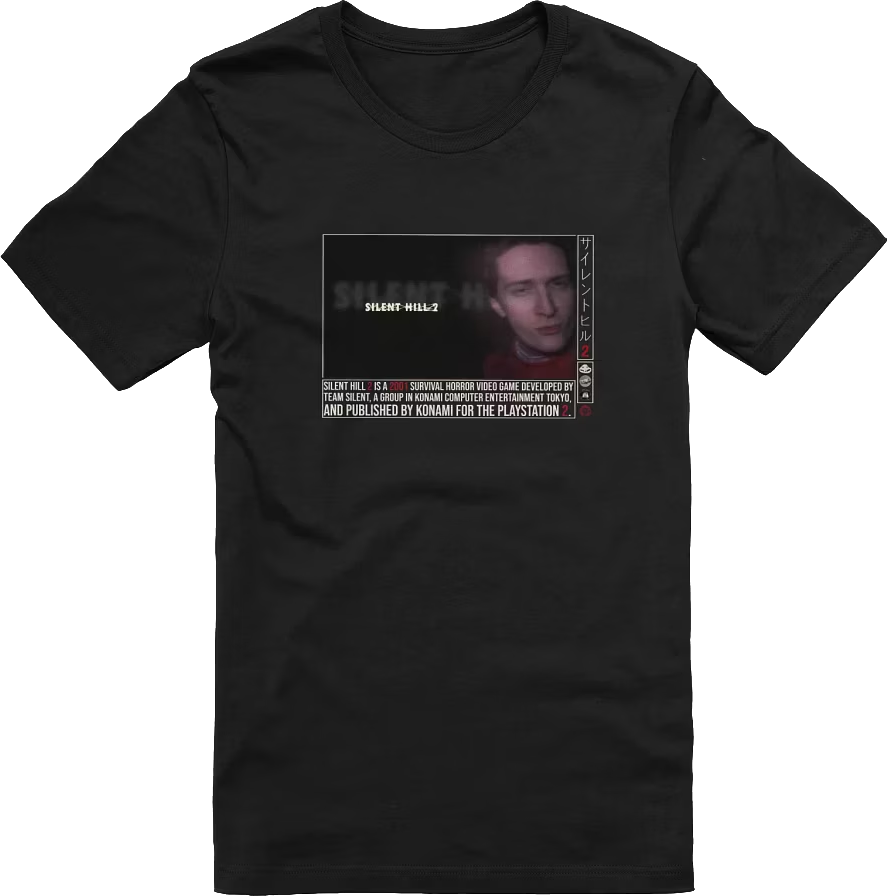 SILENT HILL 2
SILENT HILL 2 IS A 2001 SURVIVAL HORROR VIDEO GAME DEVELOPED BY
TEAM SILENT, A GROUP IN KONAMI COMPUTER ENTERTAINMENT TOKYO,
AND PUBLISHED BY KONAMI FOR THE PLAYSTATION 2.
サイレントヒル2